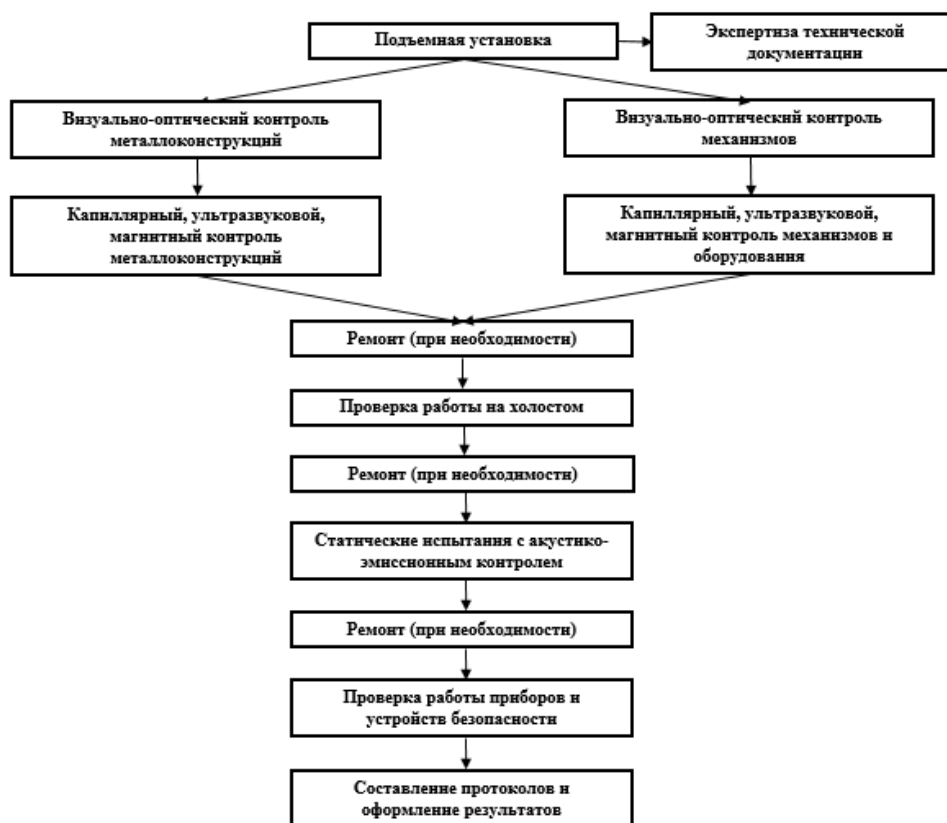 Подъемная установка
Экспертиза технической
документации
Визуально-оптический контроль
металлоконструкций
Визуально-оптический контроль
механизмов
Капиллярный, ультразвуковой,
магнитный контроль
металлоконструкций
Капиллярный, ультразвуковой,
магнитный контроль механизмов и
оборудования
Ремонт (при необходимости)
Проверка работы на холостом
Ремонт (при необходимости)
Статические испытания с акустико-
эмиссионным контролем
Ремонт (при необходимости)
Проверка работы приборов и
устройств безопасности
Составление протоколов и
оформление результатов